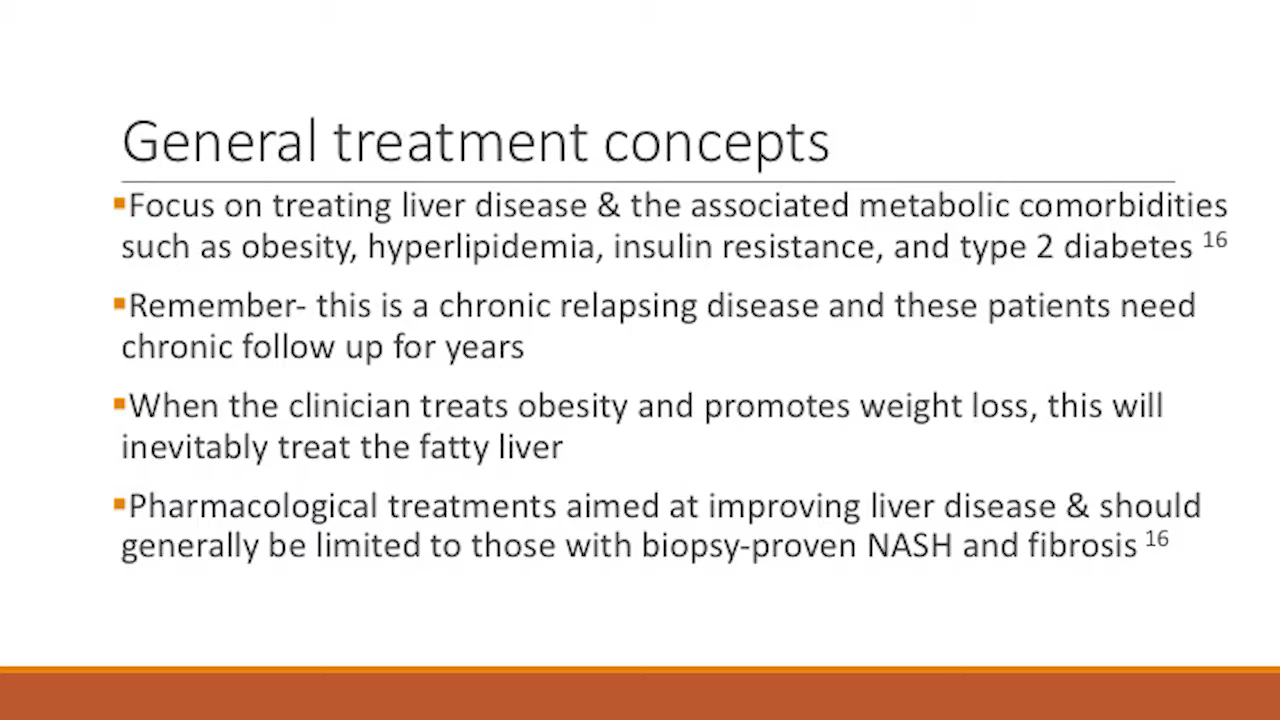 General treatment concepts
▪Focus on treating liver disease & the associated metabolic comorbidities
such as obesity, hyperlipidemia, insulin resistance, and type 2 diabetes 16
▪Remember- this is a chronic relapsing disease and these patients need
chronic follow up for years
▪When the clinician treats obesity and promotes weight loss, this will
inevitably treat the fatty liver
▪Pharmacological treatments aimed at improving liver disease & should
generally be limited to those with biopsy-proven NASH and fibrosis 16